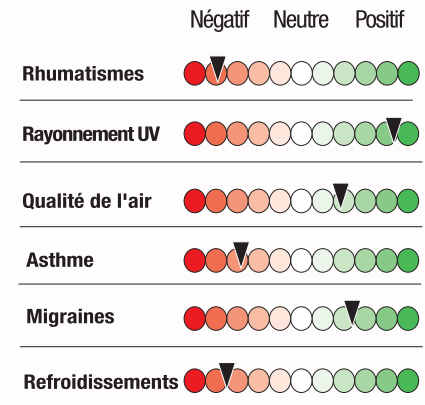 Négatif Neutre Positif
Rhumatismes
Rayonnement UV
Qualité de l'air
Asthme
Migraines
Refroidissements